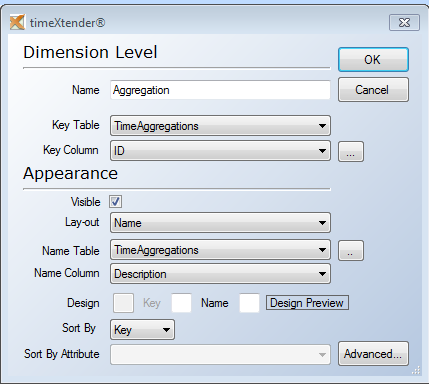 timeXtender®
Dimension Level
OK
Name Aggregation Cancel
Key Table TimeAggregations
Key Column ID ...
Appearance
Visible
Lay-out Name
Name Table TimeAggregations ..
Name Column Description
Design Key Name Design Preview
Sort By Key
Sort By Attribute Advanced...